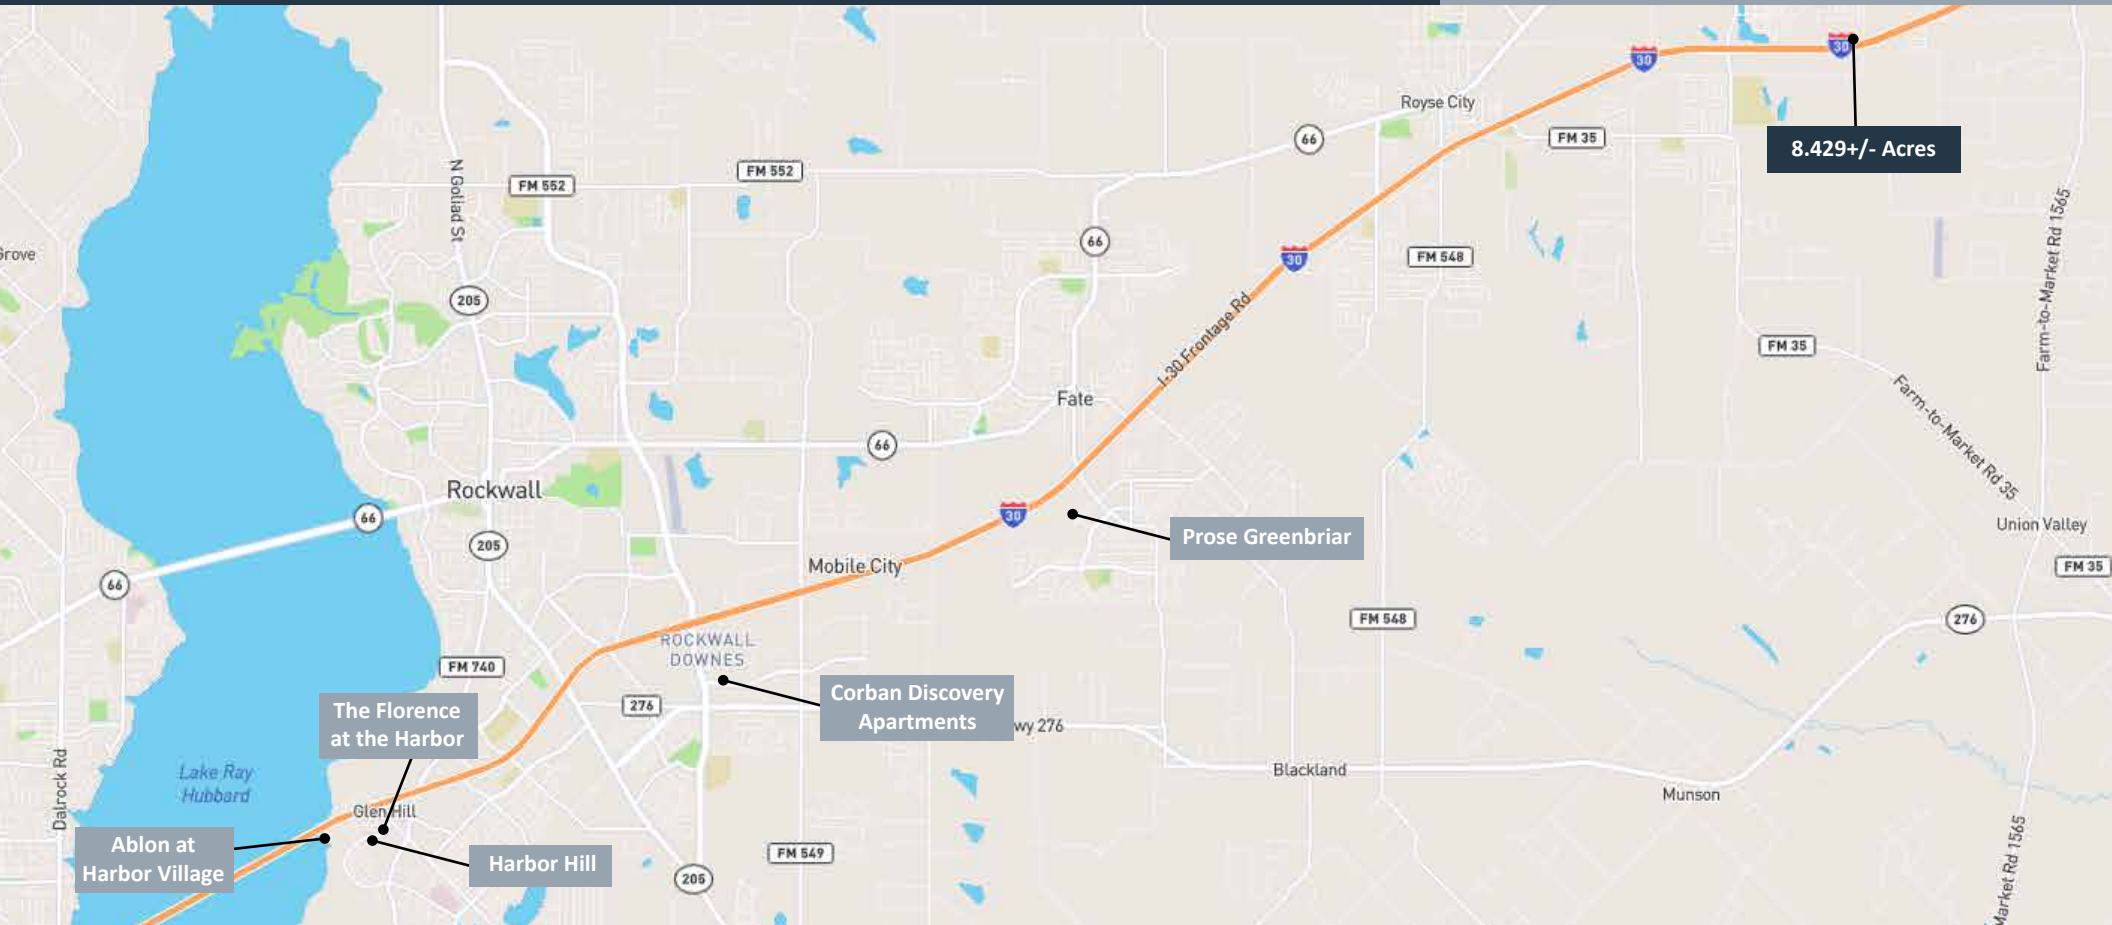 30
30
Royse City
66
FM 35
8.429+/- Acres
N Goliad St
FM 552
FM 552
Farm-to-Market Rd 1565
66
Grove
FM 548
30
205
I-30 Frontage Rd
FM 35
Farm-to-Market Rd 35
Fate
66
Rockwall
66
30
Union Valley
Prose Greenbriar
205
Mobile City
FM 35
66
FM 548
276
ROCKWALL
DOWNES
FM 740
Corban Discovery
Apartments
276
wy 276
The Florence
at the Harbor
Blackland
Munson
Lake Ray
Hubbard
Dalrock Rd
Glen Hill
Ablon at
Harbor Village
Harbor Hill
FM 549
205
Market Rd 1565